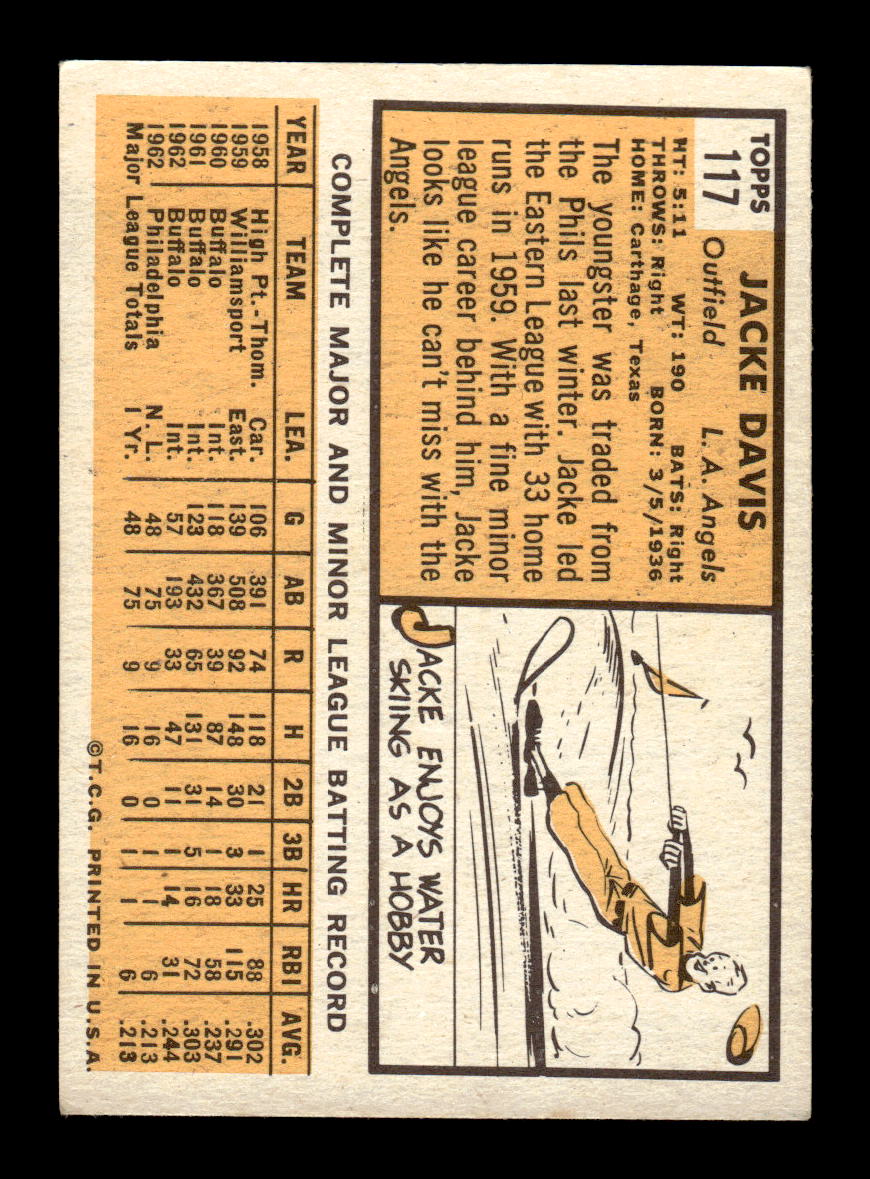 TOPPS
117
JACKE DAVIS
Outfield L. A. Angels
HT: 5:11 WT: 190 BATS: Right
THROWS: Right BORN: 3/5/1936
HOME: Carthage, Texas
The youngster was traded from
the Phils last winter. Jacke led
the Eastern League with 33 home
runs in 1959. With a fine minor
league career behind him, Jacke
looks like he can't miss with the
Angels.
JACKE ENJOYS WATER
SKIING AS A HOBBY
COMPLETE MAJOR AND MINOR LEAGUE BATTING RECORD
YEAR TEAM LEA. G AB R H 2B 3B HR RBI AVG.
1958 High Pt.-Thom. Car. 106 391 74 118 21 1 25 88 .302
1959 Williamsport East. 139 508 92 148 30 3 33 115 .291
1960 Buffalo Int. 118 367 39 87 14 1 18 58 .237
1961 Buffalo Int. 123 432 65 131 31 5 16 72 .303
1962 Buffalo Int. 57 193 33 47 11 1 14 31 .244
1962 Philadelphia N. L. 48 75 9 16 0 1 1 6 .213
Major League Totals 1 Yr. 48 75 9 16 0 1 1 6 .213
©T.C.G. PRINTED IN U.S.A.